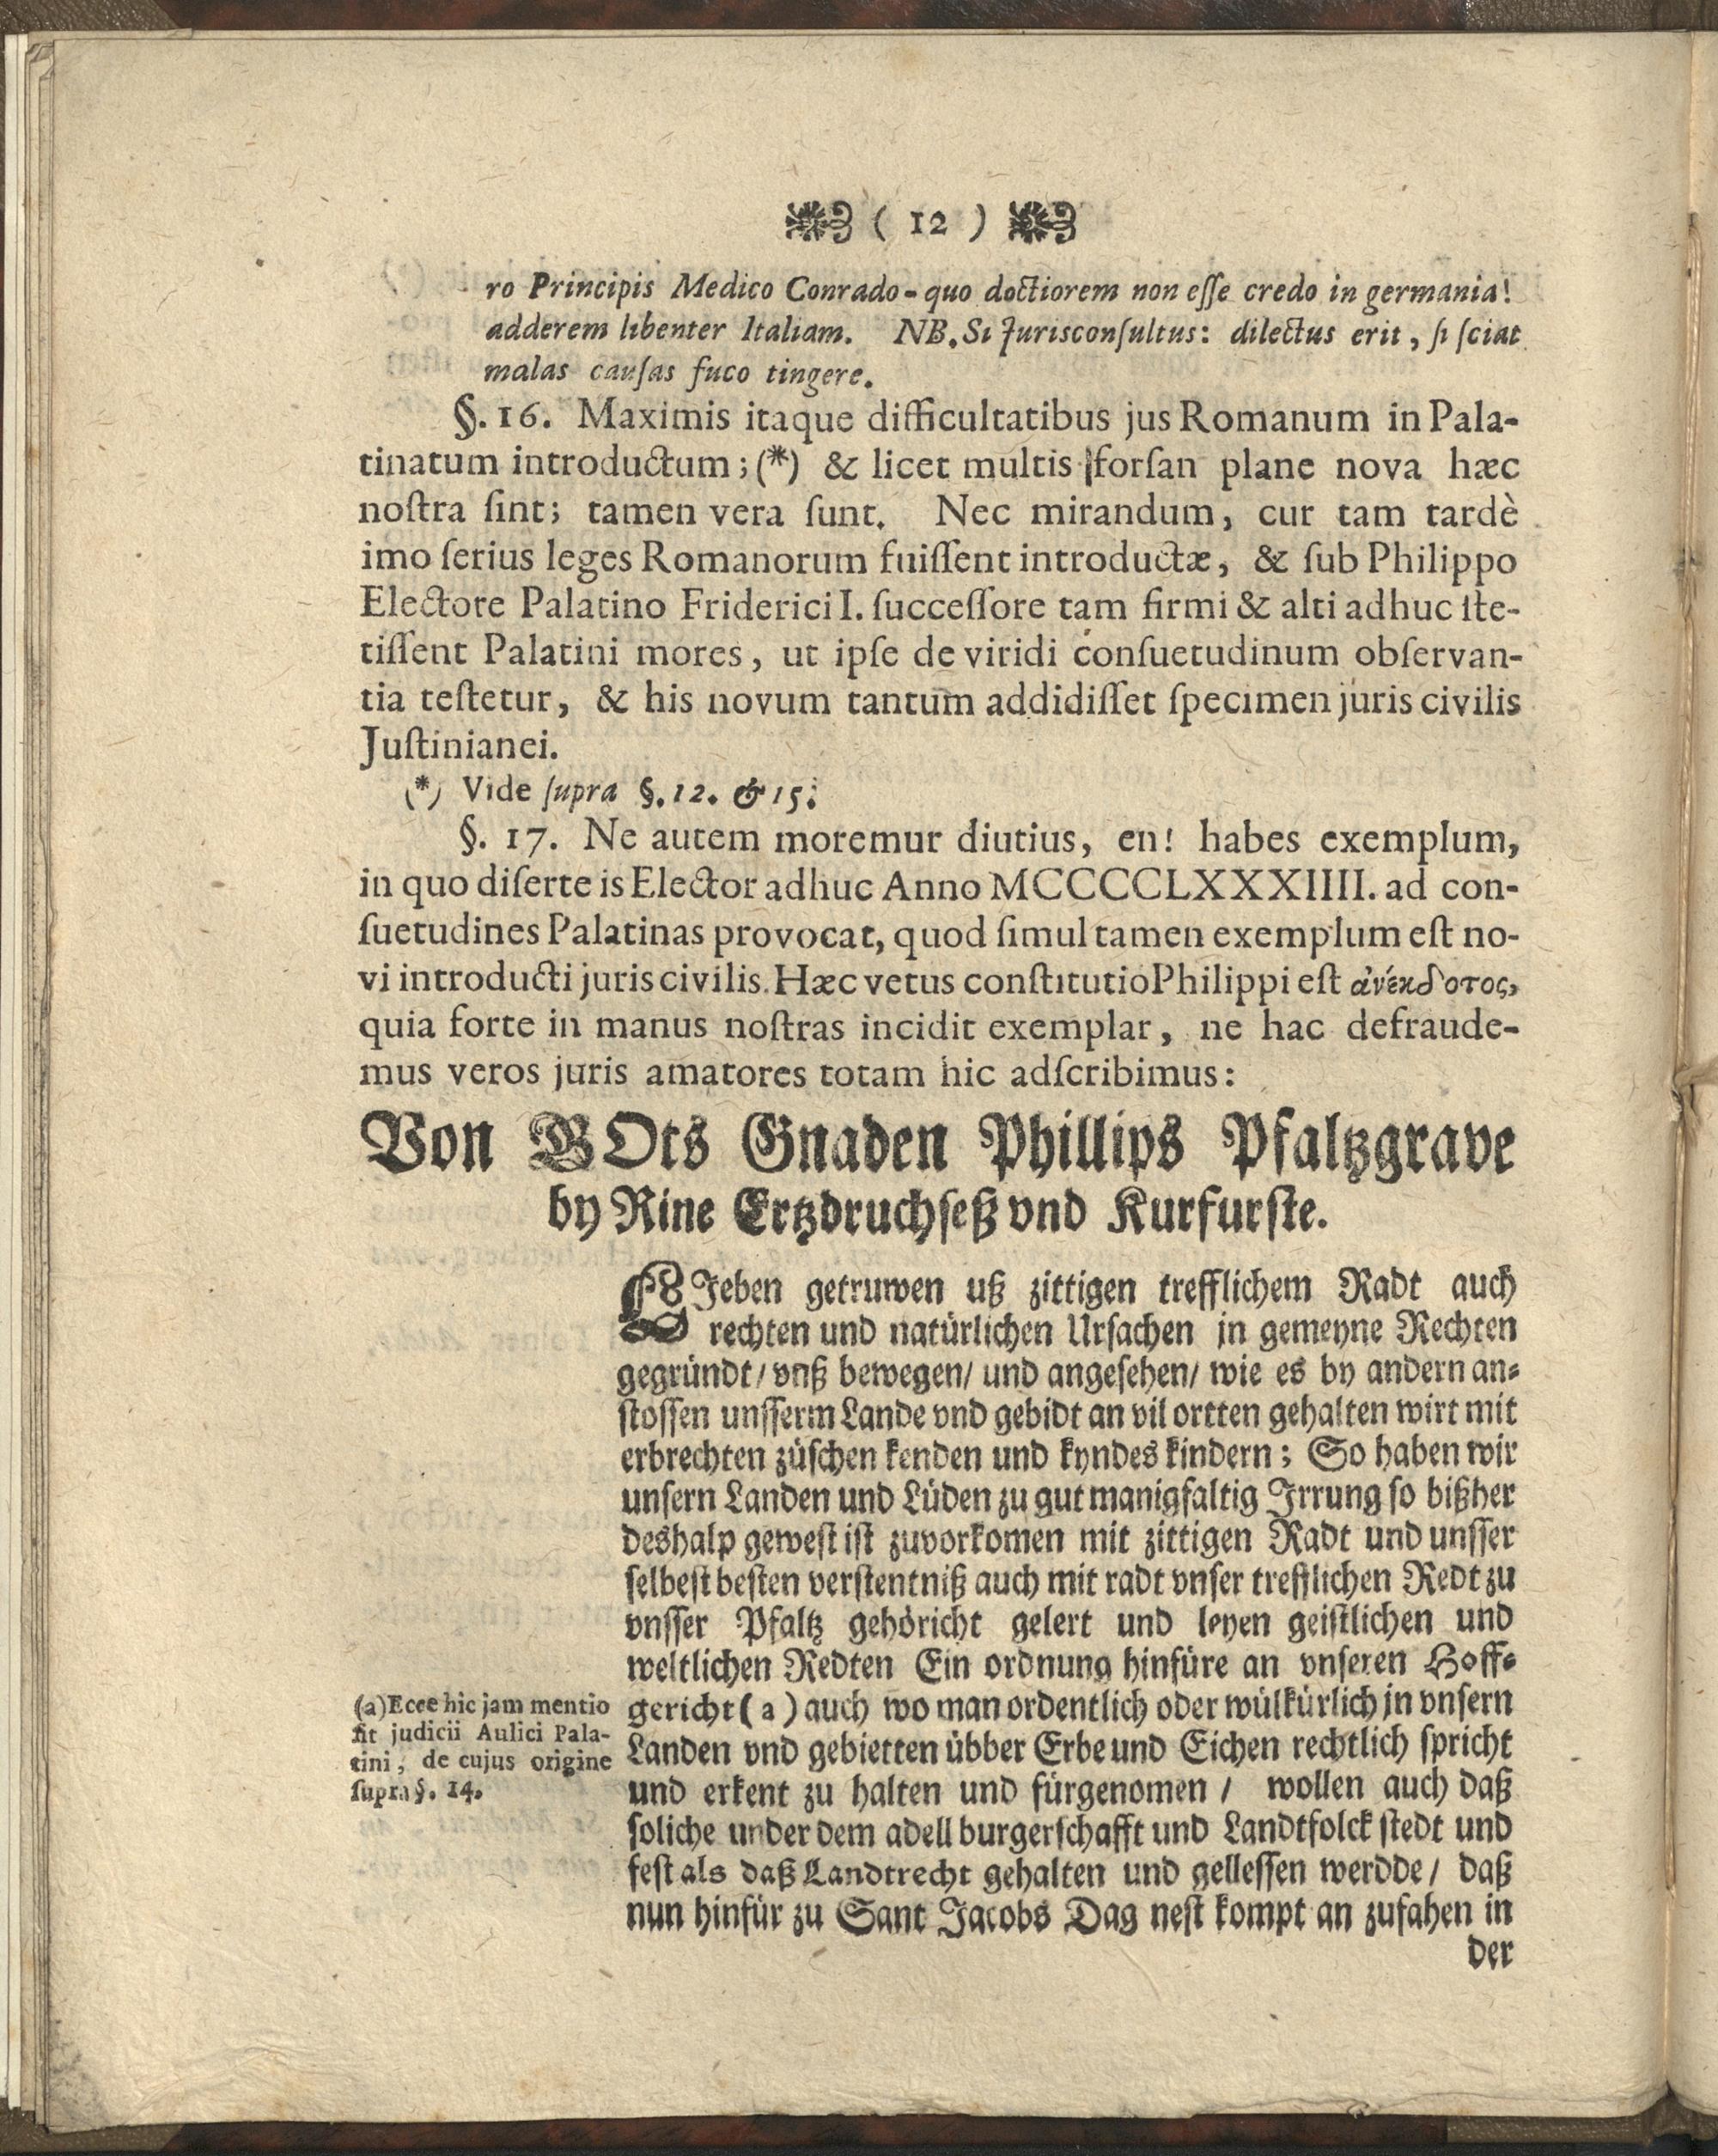 ( 12 )
ro Principis Medico Conrado - quo doctiorem non eſſe credo in germania!
adderem libenter Italiam. NB. Si Jurisconſultus: dilectus erit, ſi ſciat
malas cauſas fuco tingere.
§. 16. Maximis itaque difficultatibus jus Romanum in Pala-
tinatum introductum; (*) & licet multis forſan plane nova hæc
noſtra ſint; tamen vera ſunt. Nec mirandum, cur tam tardè
imo ſerius leges Romanorum fuiſſent introductæ, & ſub Philippo
Electore Palatino Friderici I. ſucceſſore tam firmi & alti adhuc ſte-
tiſſent Palatini mores, ut ipſe de viridi conſuetudinum obſervan-
tia teſtetur, & his novum tantum addidiſſet ſpecimen juris civilis
Juſtinianei.
(*) Vide ſupra §. 12. & 15.
§. 17. Ne autem moremur diutius, en! habes exemplum,
in quo diſerte is Elector adhuc Anno MCCCCLXXXIIII. ad con-
ſuetudines Palatinas provocat, quod ſimul tamen exemplum eſt no-
vi introducti juris civilis. Hæc vetus conſtitutio Philippi eſt ἀνέκδοτος,
quia forte in manus noſtras incidit exemplar, ne hac defraude-
mus veros juris amatores totam hic adſcribimus:
Von GOts Gnaden Phillips Pfaltzgrave
by Rine Ertzdruchſeß vnd Kurfurſte.
LJeben getruwen uß zittigen trefflichem Radt auch
rechten und natürlichen Urſachen jn gemeyne Rechten
gegründt/ vnß bewegen/ und angeſehen/ wie es by andern an-
ſtoſſen unſſerm Lande vnd gebidt an vil ortten gehalten wirt mit
erbrechten züſchen kenden und kyndes kindern; So haben wir
unſern Landen und Lüden zu gut manigfaltig Jrrung ſo bißher
deshalp geweſt iſt zuvorkomen mit zittigen Radt und unſſer
ſelbeſt beſten verſtentniß auch mit radt vnſer trefflichen Redt zu
vnſſer Pfaltz gehöricht gelert und leyen geiſtlichen und
weltlichen Redten Ein ordnung hinfüre an vnſeren Hoff-
gericht (a) auch wo man ordentlich oder wülkürlich jn vnſern
Landen vnd gebietten übber Erbe und Eichen rechtlich ſpricht
und erkent zu halten und fürgenomen / wollen auch daß
ſoliche under dem adell burgerſchafft und Landtfolck ſtedt und
feſt als daß Landtrecht gehalten und gelleſſen werdde/ daß
nun hinfür zu Sant Jacobs Dag neſt kompt an zufahen in
der
(a) Ecce hic jam mentio
fit judicii Aulici Pala-
tini, de cujus origine
ſupra §. 14.